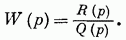 W (p) = R (p) / Q (p) .